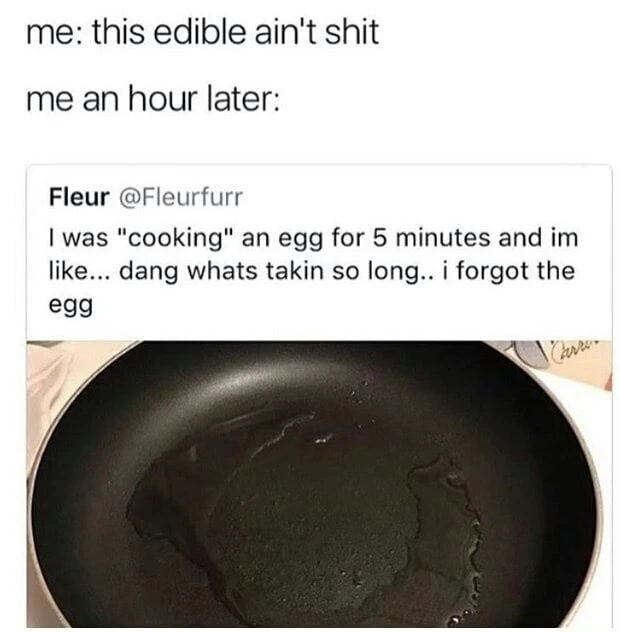 me: this edible ain't shit
me an hour later:
Fleur @Fleurfurr
I was "cooking" an egg for 5 minutes and im
like... dang whats takin so long.. i forgot the
egg